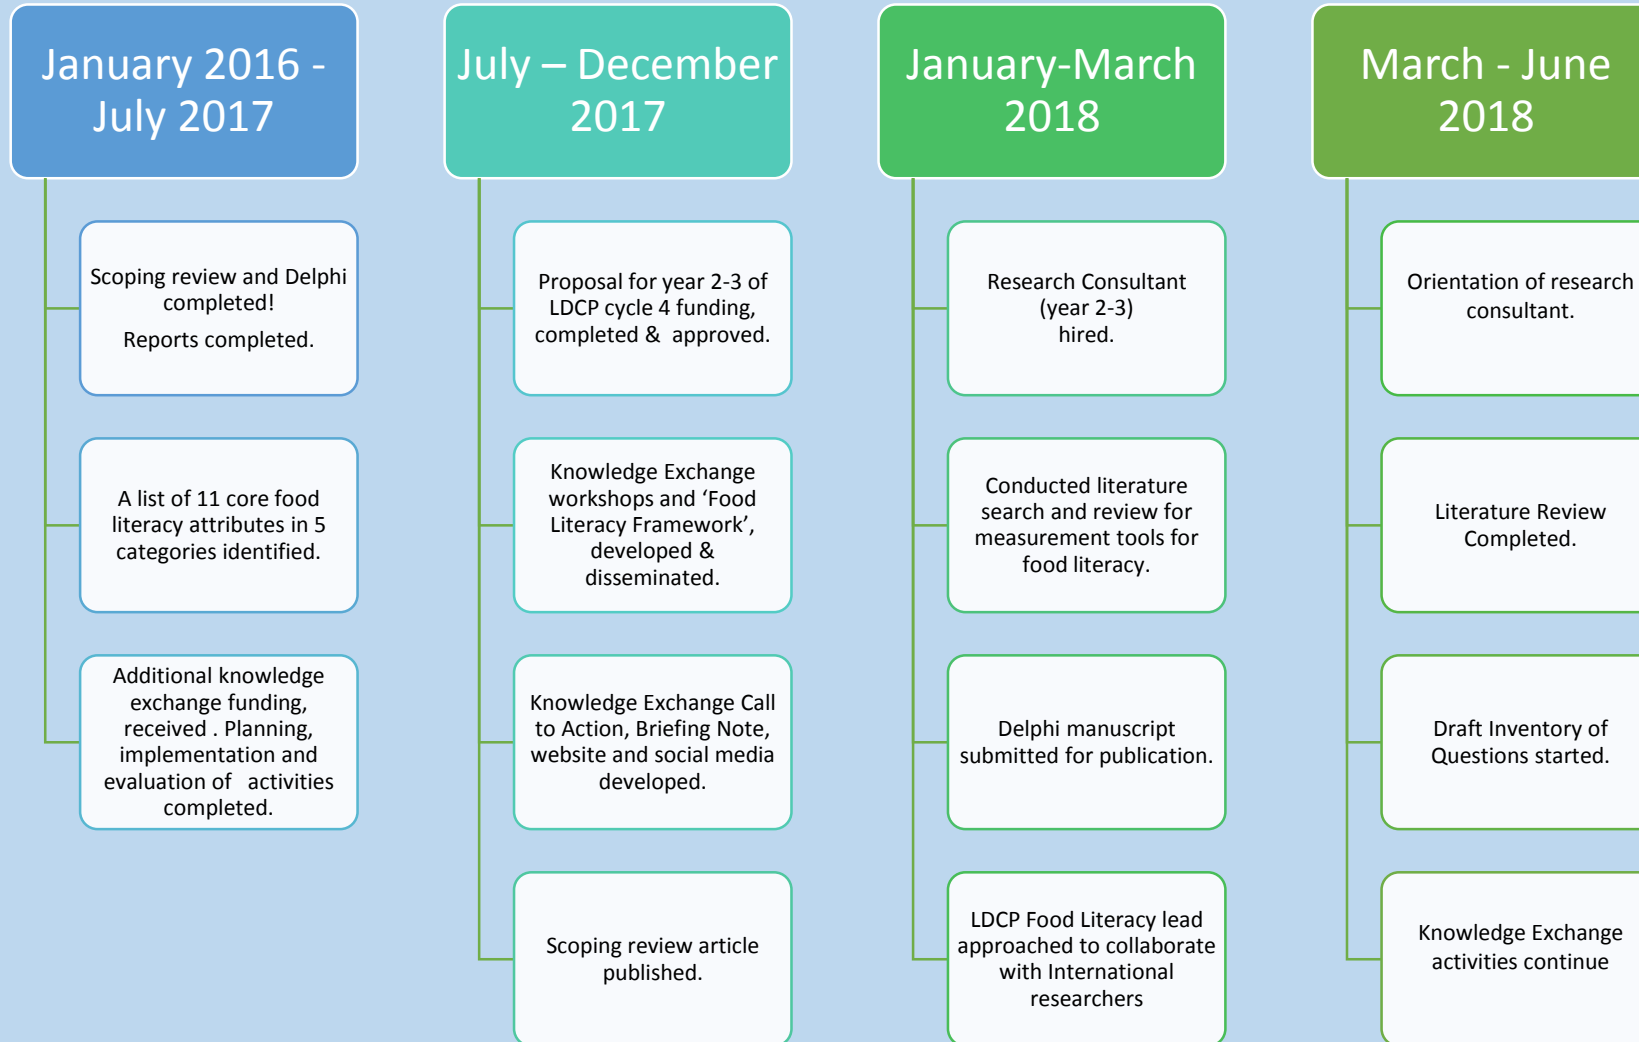 January 2016 -
July 2017
Scoping review and Delphi
completed!
Reports completed.
A list of 11 core food
literacy attributes in 5
categories identified.
Additional knowledge
exchange funding,
received . Planning,
implementation and
evaluation of  activities
completed.
July – December
2017
Proposal for year 2-3 of
LDCP cycle 4 funding,
completed &  approved.
Knowledge Exchange
workshops and ‘Food
Literacy Framework’,
developed &
disseminated.
Knowledge Exchange Call
to Action, Briefing Note,
website and social media
developed.
Scoping review article
published.
January-March
2018
Research Consultant
(year 2-3)
hired.
Conducted literature
search and review for
measurement tools for
food literacy.
Delphi manuscript
submitted for publication.
LDCP Food Literacy lead
approached to collaborate
with International
researchers
March - June
2018
Orientation of research
consultant.
Literature Review
Completed.
Draft Inventory of
Questions started.
Knowledge Exchange
activities continue